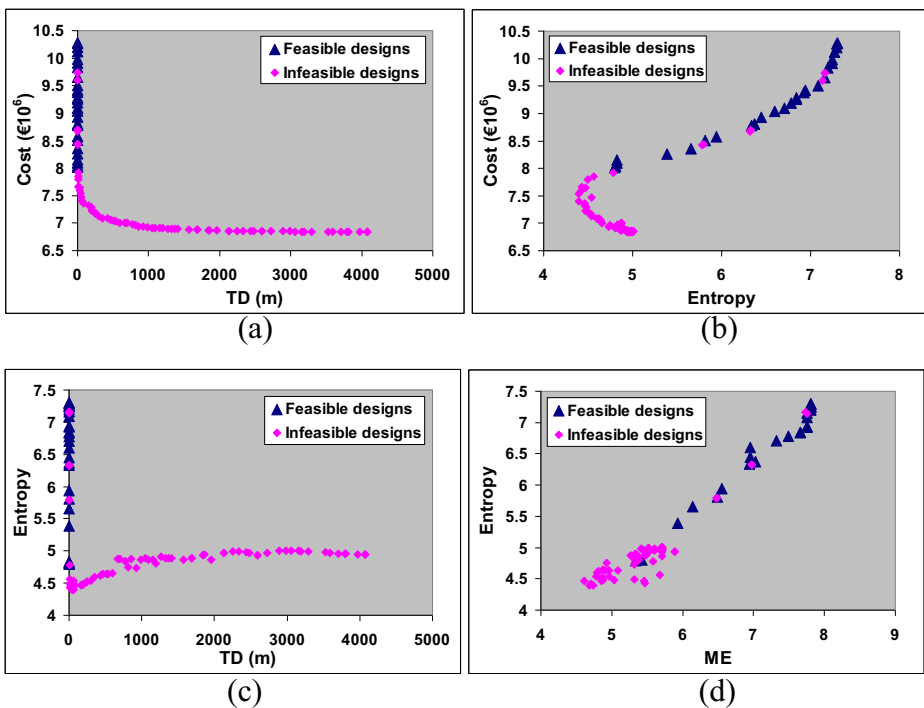 (a)
10.5
10
9.5
9
8.5
8
7.5
7
6.5
Cost (€10⁶)
Feasible designs
Infeasible designs
0 1000 2000 3000 4000 5000
TD (m)
(b)
10.5
10
9.5
9
8.5
8
7.5
7
6.5
Cost (€10⁶)
Feasible designs
Infeasible designs
4 5 6 7 8
Entropy
(a)
(b)
7.5
7
6.5
6
5.5
5
4.5
4
Entropy
Feasible designs
Infeasible designs
0 1000 2000 3000 4000 5000
TD (m)
(c)
7.5
7
6.5
6
5.5
5
4.5
4
Entropy
Feasible designs
Infeasible designs
4 5 6 7 8 9
ME
(d)